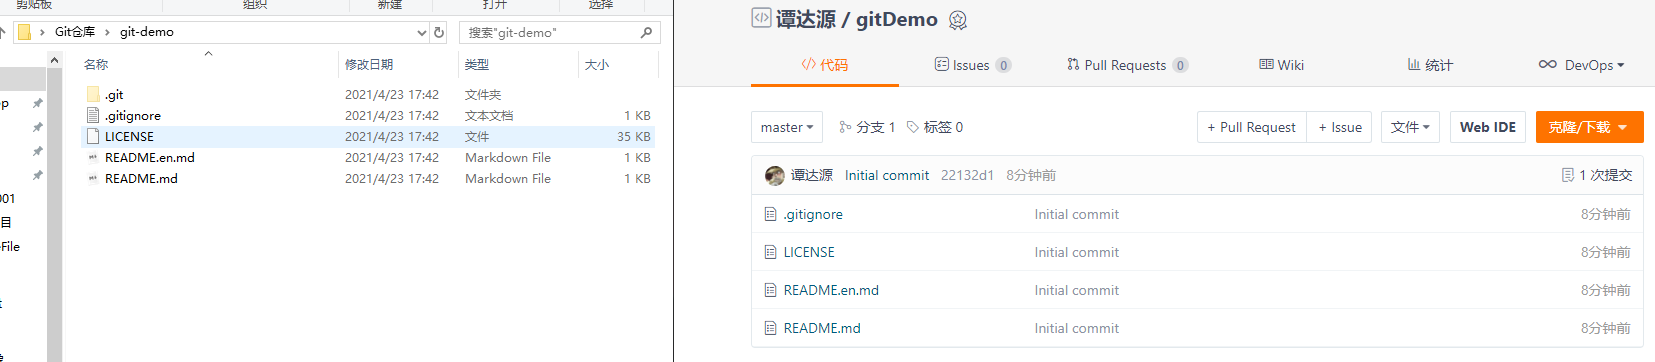 剪贴板 组织 新建 打开 选择
Git仓库 › git-demo 搜索"git-demo"
名称 修改日期 类型 大小
.git 2021/4/23 17:42 文件夹
.gitignore 2021/4/23 17:42 文本文档 1 KB
LICENSE 2021/4/23 17:42 文件 35 KB
README.en.md 2021/4/23 17:42 Markdown File 1 KB
README.md 2021/4/23 17:42 Markdown File 1 KB
001
目
File
谭达源 / gitDemo
代码 Issues 0 Pull Requests 0 Wiki 统计 DevOps
master 分支 1 标签 0 + Pull Request + Issue 文件 Web IDE 克隆/下载
谭达源 Initial commit 22132d1 8分钟前 1 次提交
.gitignore Initial commit 8分钟前
LICENSE Initial commit 8分钟前
README.en.md Initial commit 8分钟前
README.md Initial commit 8分钟前